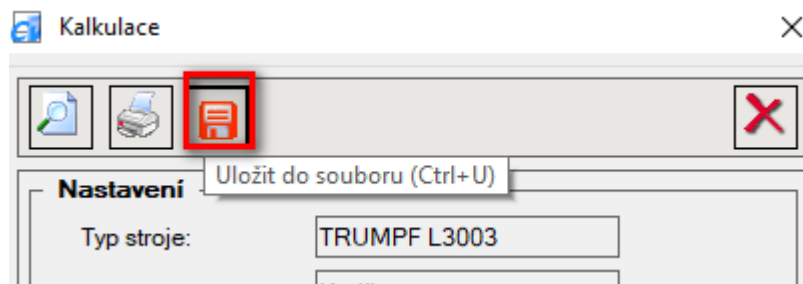 Kalkulace
Uložit do souboru (Ctrl+U)
Nastavení
Typ stroje:
TRUMPF L3003